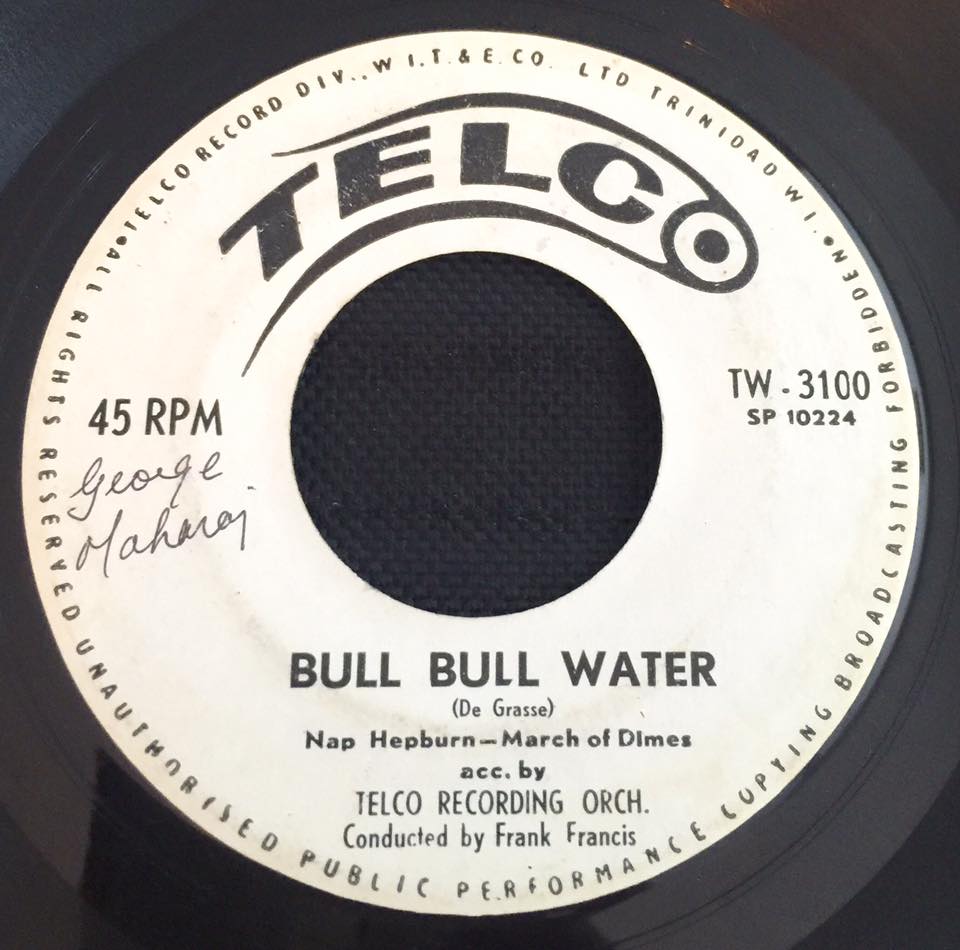 TELCO RECORD DIV., W I.T. & E. CO. LTD TRINIDAD W I.
TELCO
45 RPM
George
Maharaj
TW - 3100
SP 10224
BULL BULL WATER
(De Grasse)
Nap Hepburn—March of Dimes
acc. by
TELCO RECORDING ORCH.
Conducted by Frank Francis
ALL RIGHTS RESERVED UNAUTHORISED PUBLIC PERFORMANCE COPYING BROADCASTING FORBIDDEN